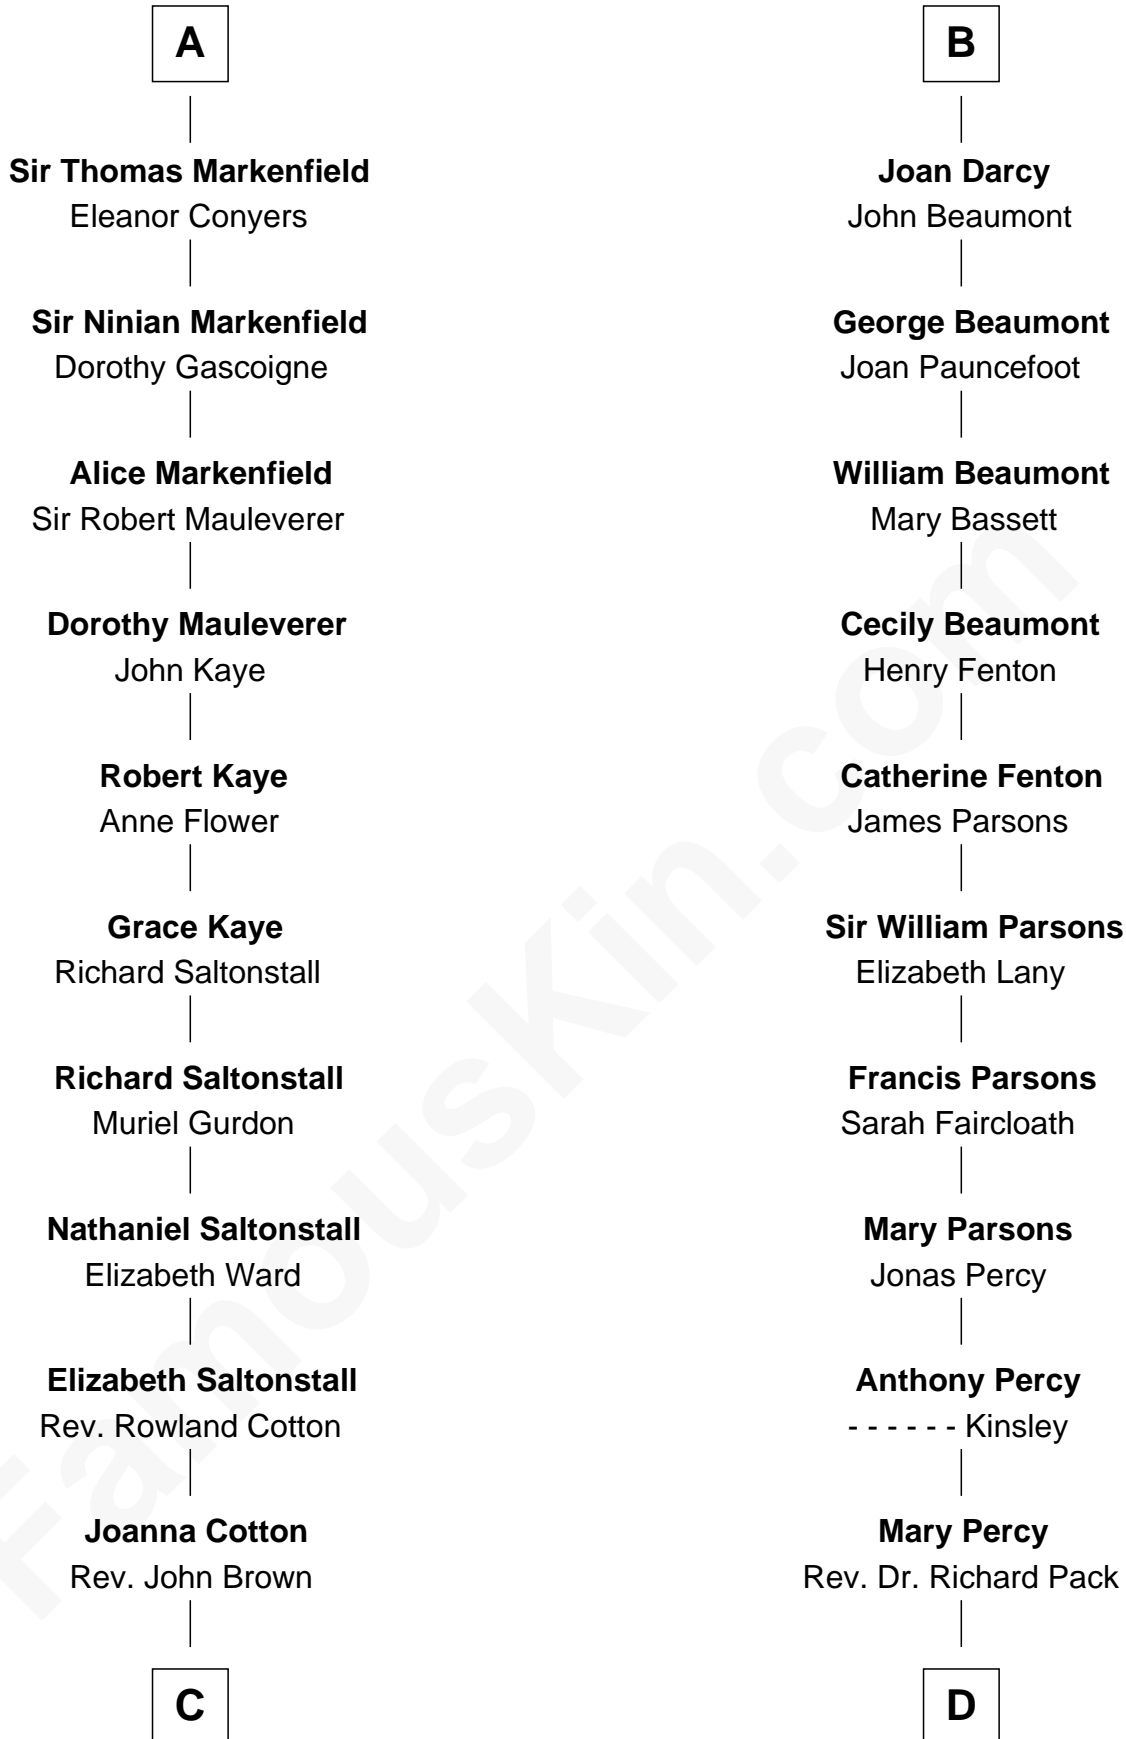 A
Sir Thomas Markenfield
Eleanor Conyers
Sir Ninian Markenfield
Dorothy Gascoigne
Alice Markenfield
Sir Robert Mauleverer
Dorothy Mauleverer
John Kaye
Robert Kaye
Anne Flower
Grace Kaye
Richard Saltonstall
Richard Saltonstall
Muriel Gurdon
Nathaniel Saltonstall
Elizabeth Ward
Elizabeth Saltonstall
Rev. Rowland Cotton
Joanna Cotton
Rev. John Brown
C
B
Joan Darcy
John Beaumont
George Beaumont
Joan Pauncefoot
William Beaumont
Mary Bassett
Cecily Beaumont
Henry Fenton
Catherine Fenton
James Parsons
Sir William Parsons
Elizabeth Lany
Francis Parsons
Sarah Faircloath
Mary Parsons
Jonas Percy
Anthony Percy
- - - - - - Kinsley
Mary Percy
Rev. Dr. Richard Pack
D
FamousKin.com